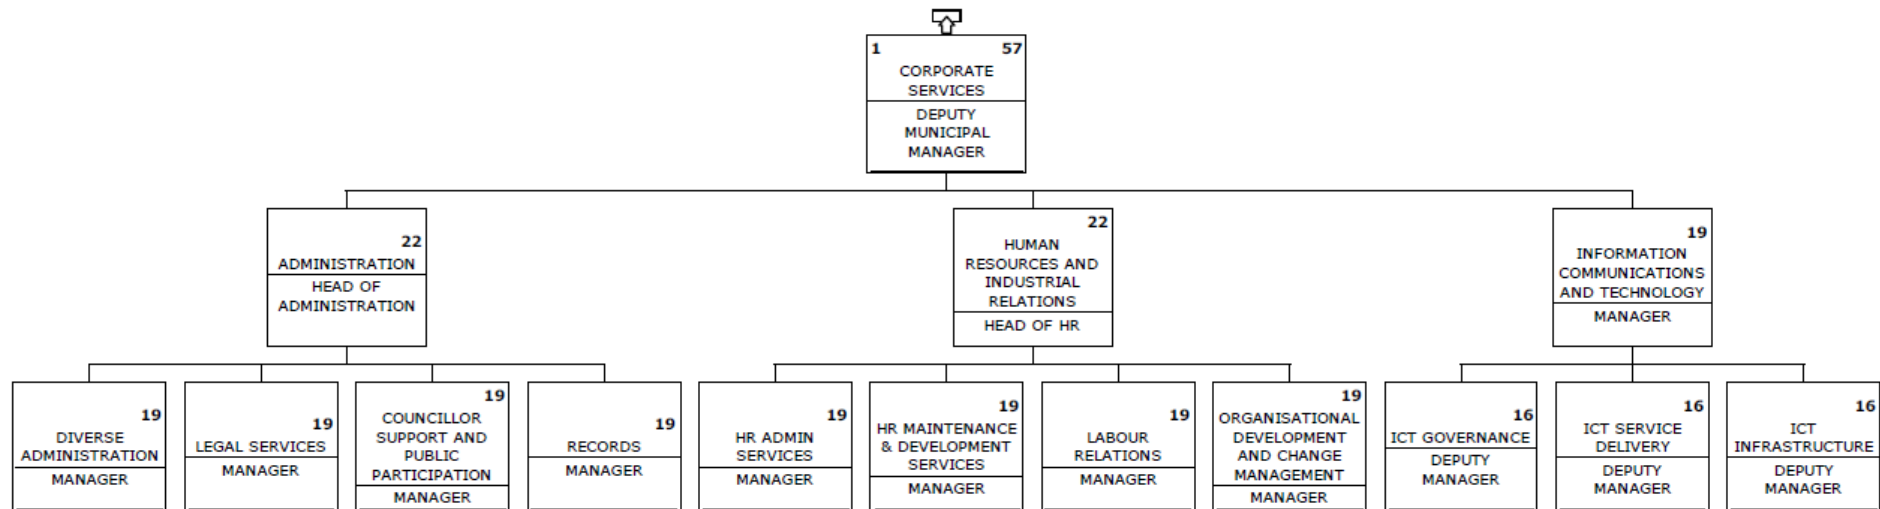 1 57
CORPORATE
SERVICES
DEPUTY
MUNICIPAL
MANAGER
22
ADMINISTRATION
HEAD OF
ADMINISTRATION
22
HUMAN
RESOURCES AND
INDUSTRIAL
RELATIONS
HEAD OF HR
19
INFORMATION
COMMUNICATIONS
AND TECHNOLOGY
MANAGER
19
DIVERSE
ADMINISTRATION
MANAGER
19
LEGAL SERVICES
MANAGER
19
COUNCILLOR
SUPPORT AND
PUBLIC
PARTICIPATION
MANAGER
19
RECORDS
MANAGER
19
HR ADMIN
SERVICES
MANAGER
19
HR MAINTENANCE
& DEVELOPMENT
SERVICES
MANAGER
19
LABOUR
RELATIONS
MANAGER
19
ORGANISATIONAL
DEVELOPMENT
AND CHANGE
MANAGEMENT
MANAGER
16
ICT GOVERNANCE
DEPUTY
MANAGER
16
ICT SERVICE
DELIVERY
DEPUTY
MANAGER
16
ICT
INFRASTRUCTURE
DEPUTY
MANAGER